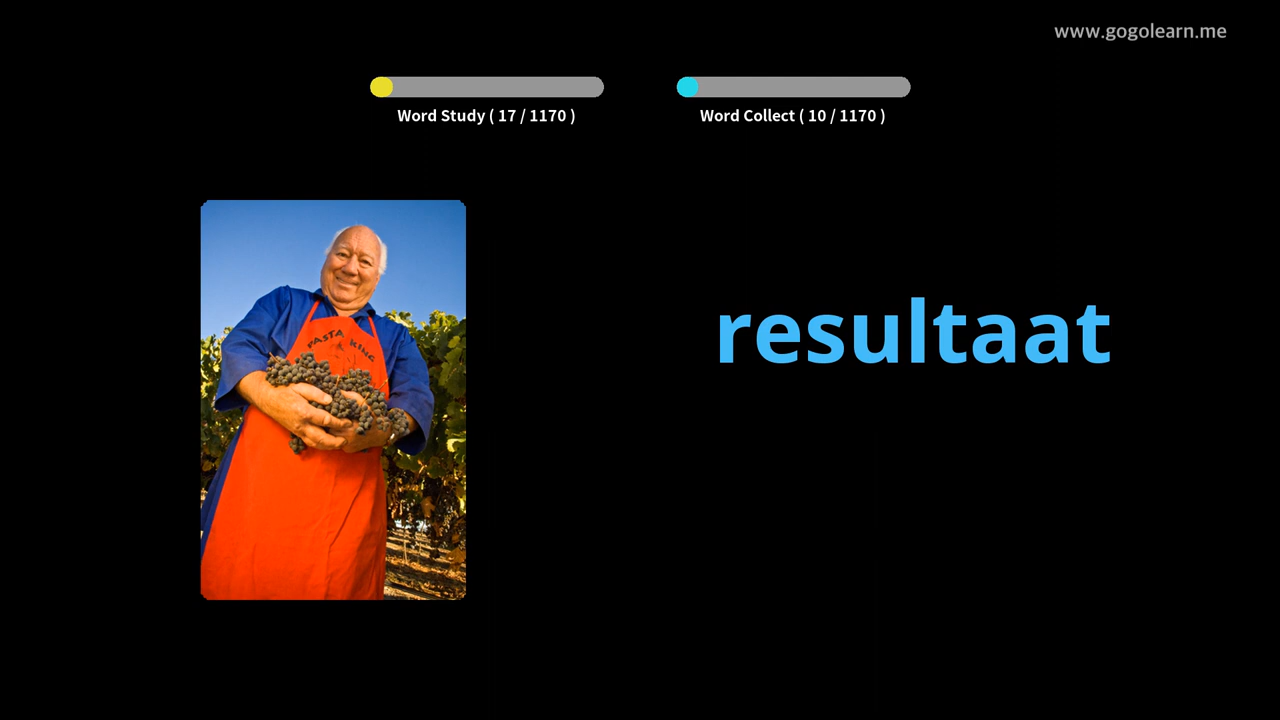 www.gogolearn.me
Word Study ( 17 / 1170 )
Word Collect ( 10 / 1170 )
PASTA KING
resultaat